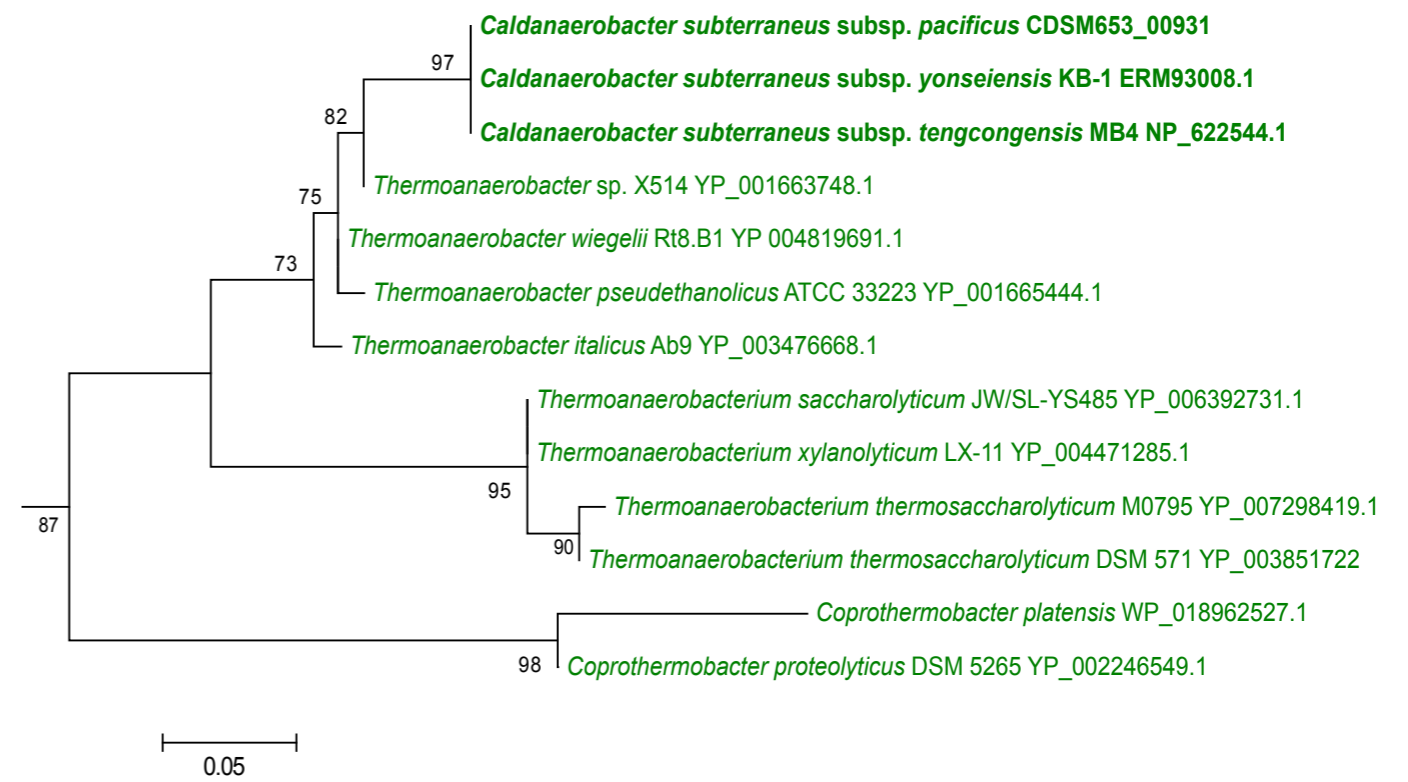 Caldanaerobacter subterraneus subsp. pacificus CDSM653_00931
97
Caldanaerobacter subterraneus subsp. yonseiensis KB-1 ERM93008.1
82
Caldanaerobacter subterraneus subsp. tengcongensis MB4 NP_622544.1
Thermoanaerobacter sp. X514 YP_001663748.1
75
Thermoanaerobacter wiegelii Rt8.B1 YP 004819691.1
73
Thermoanaerobacter pseudethanolicus ATCC 33223 YP_001665444.1
Thermoanaerobacter italicus Ab9 YP_003476668.1
Thermoanaerobacterium saccharolyticum JW/SL-YS485 YP_006392731.1
Thermoanaerobacterium xylanolyticum LX-11 YP_004471285.1
95
Thermoanaerobacterium thermosaccharolyticum M0795 YP_007298419.1
87
90
Thermoanaerobacterium thermosaccharolyticum DSM 571 YP_003851722
Coprothermobacter platensis WP_018962527.1
98
Coprothermobacter proteolyticus DSM 5265 YP_002246549.1
0.05